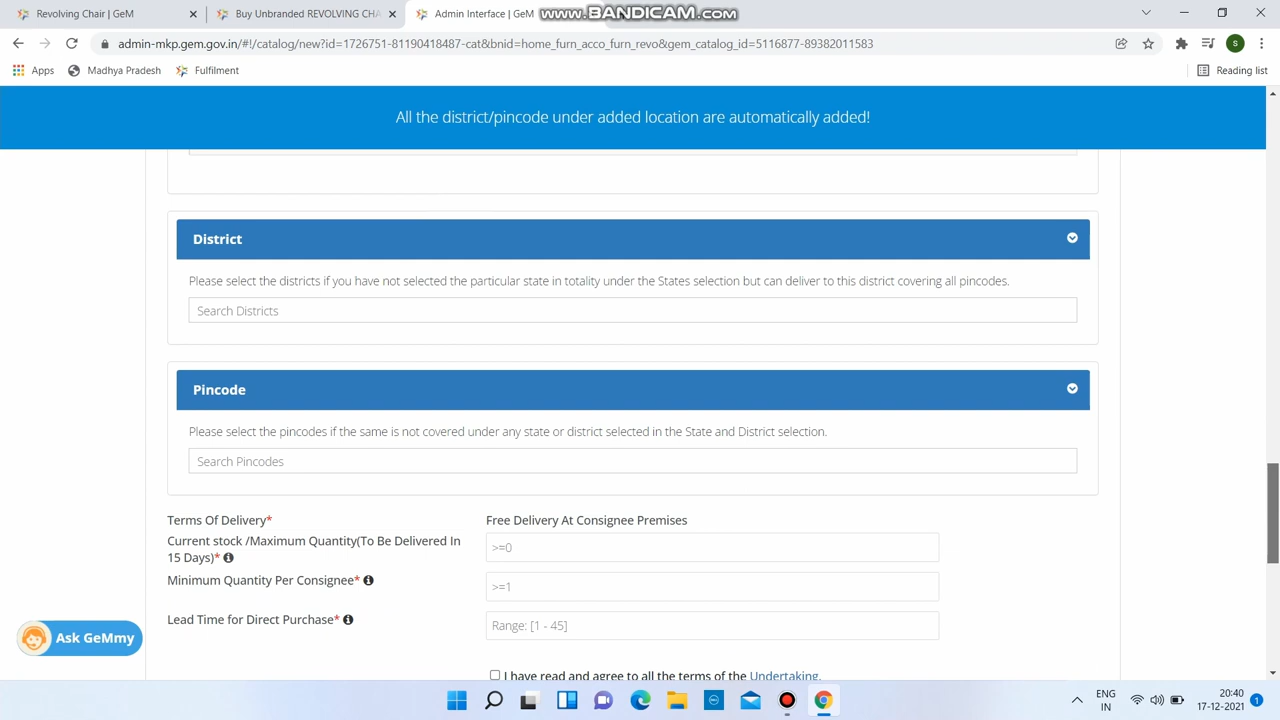 Revolving Chair | GeM
Buy Unbranded REVOLVING CHA
Admin Interface | GeM
www.BANDICAM.com
admin-mkp.gem.gov.in/#!/catalog/new?id=1726751-81190418487-cat&bnid=home_furn_acco_furn_revo&gem_catalog_id=5116877-89382011583
S
Apps
Madhya Pradesh
Fulfilment
Reading list
All the district/pincode under added location are automatically added!
District
Please select the districts if you have not selected the particular state in totality under the States selection but can deliver to this district covering all pincodes.
Search Districts
Pincode
Please select the pincodes if the same is not covered under any state or district selected in the State and District selection.
Search Pincodes
Terms Of Delivery*
Free Delivery At Consignee Premises
Current stock /Maximum Quantity(To Be Delivered In
15 Days)*
>=0
Minimum Quantity Per Consignee*
>=1
Lead Time for Direct Purchase*
Range: [1 - 45]
I have read and agree to all the terms of the Undertaking.
Ask GeMmy
ENG
IN
20:40
17-12-2021
1